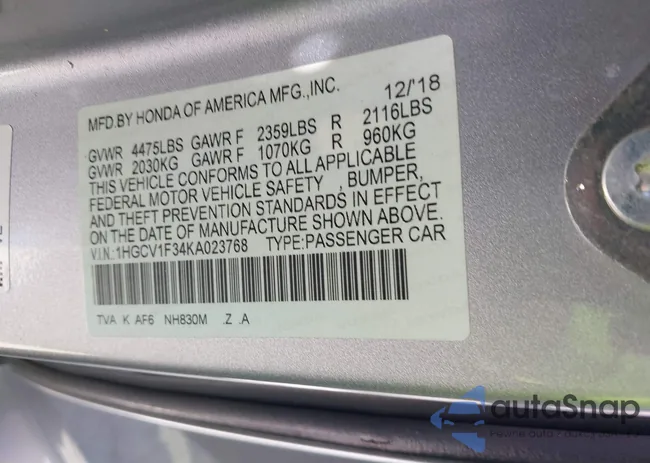 MFD.BY HONDA OF AMERICA MFG.,INC. 12/'18
GVWR 4475LBS GAWR F 2359LBS R 2116LBS
GVWR 2030KG GAWR F 1070KG R 960KG
THIS VEHICLE CONFORMS TO ALL APPLICABLE
FEDERAL MOTOR VEHICLE SAFETY , BUMPER,
AND THEFT PREVENTION STANDARDS IN EFFECT
ON THE DATE OF MANUFACTURE SHOWN ABOVE.
V.I.N.:1HGCV1F34KA023768 TYPE:PASSENGER CAR
TVA K AF6 NH830M .Z .A
autoSnap